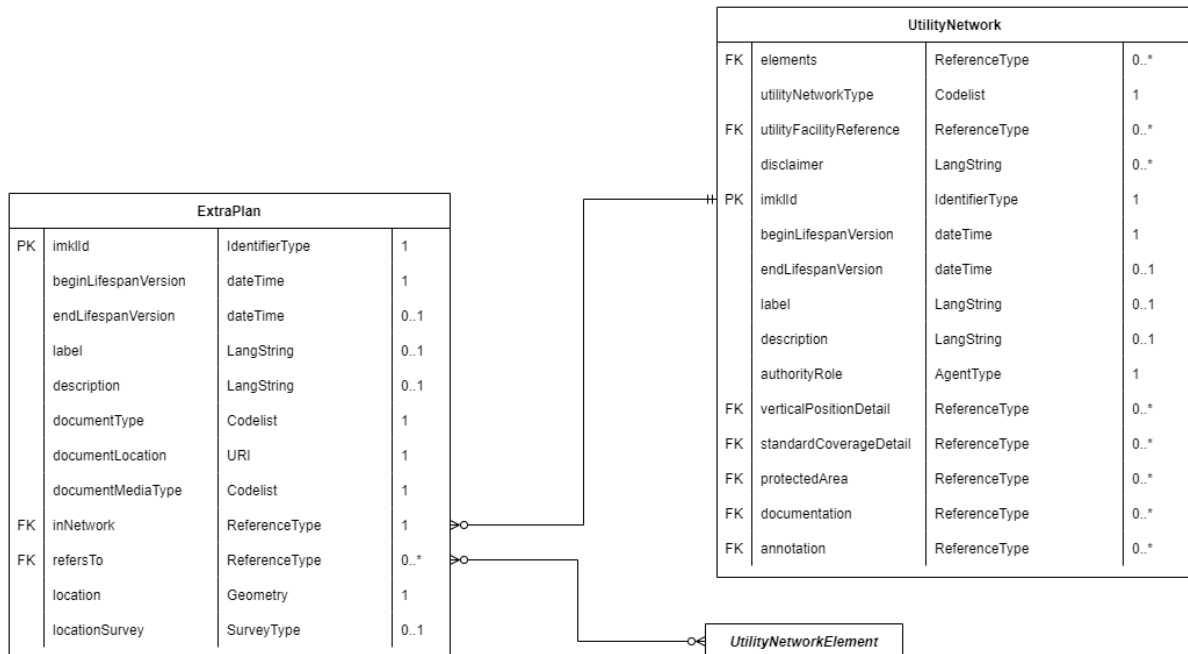 UtilityNetwork
FK elements ReferenceType 0..*
utilityNetworkType Codelist 1
FK utilityFacilityReference ReferenceType 0..*
disclaimer LangString 0..*
PK imklId IdentifierType 1
beginLifespanVersion dateTime 1
endLifespanVersion dateTime 0..1
label LangString 0..1
description LangString 0..1
authorityRole AgentType 1
FK verticalPositionDetail ReferenceType 0..*
FK standardCoverageDetail ReferenceType 0..*
FK protectedArea ReferenceType 0..*
FK documentation ReferenceType 0..*
FK annotation ReferenceType 0..*
ExtraPlan
PK imklId IdentifierType 1
beginLifespanVersion dateTime 1
endLifespanVersion dateTime 0..1
label LangString 0..1
description LangString 0..1
documentType Codelist 1
documentLocation URI 1
documentMediaType Codelist 1
FK inNetwork ReferenceType 1
FK refersTo ReferenceType 0..*
location Geometry 1
locationSurvey SurveyType 0..1
UtilityNetworkElement